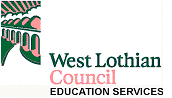 West Lothian
Council
EDUCATION SERVICES